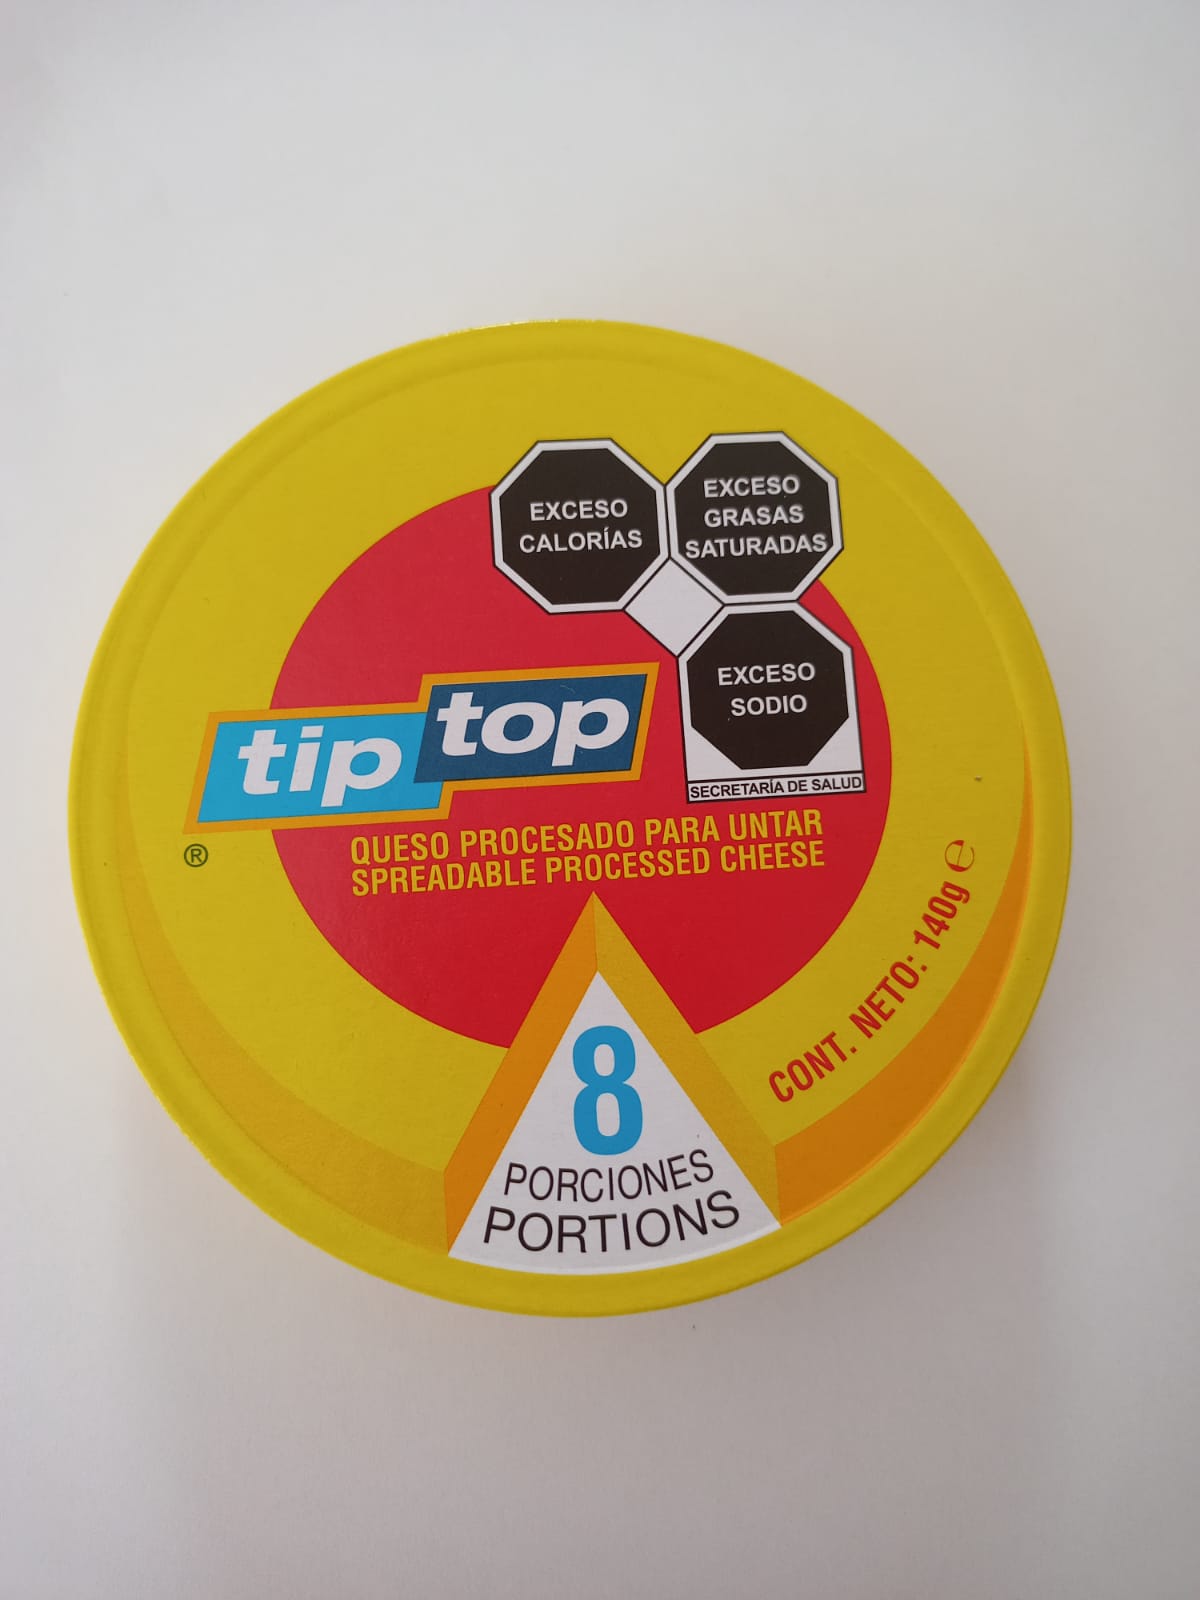 EXCESO
CALORÍAS
EXCESO
GRASAS
SATURADAS
EXCESO
SODIO
SECRETARÍA DE SALUD
tip top
®
QUESO PROCESADO PARA UNTAR
SPREADABLE PROCESSED CHEESE
CONT. NETO: 140g ℮
8
PORCIONES
PORTIONS